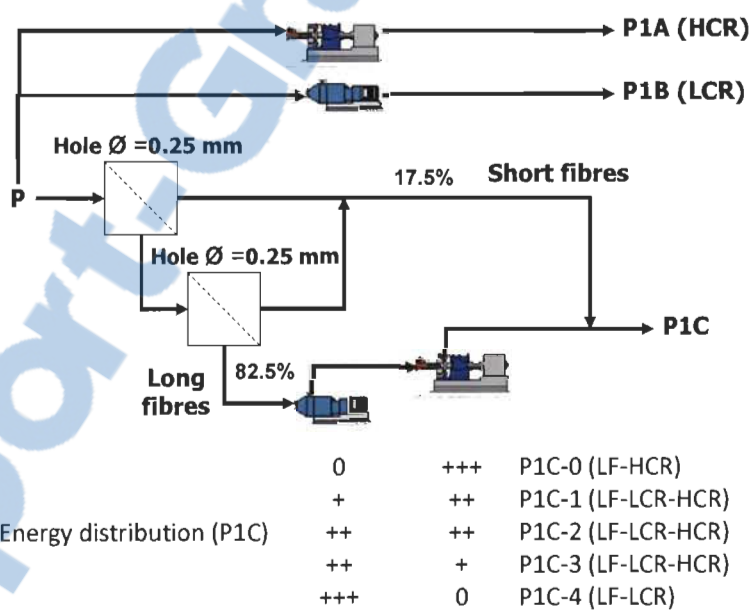 P1A (HCR)
P1B (LCR)
Hole Ø =0.25 mm
P
17.5% Short fibres
Hole Ø =0.25 mm
P1C
Long
fibres
82.5%
0 +++ P1C-0 (LF-HCR)
+ ++ P1C-1 (LF-LCR-HCR)
Energy distribution (P1C) ++ ++ P1C-2 (LF-LCR-HCR)
++ + P1C-3 (LF-LCR-HCR)
+++ 0 P1C-4 (LF-LCR)